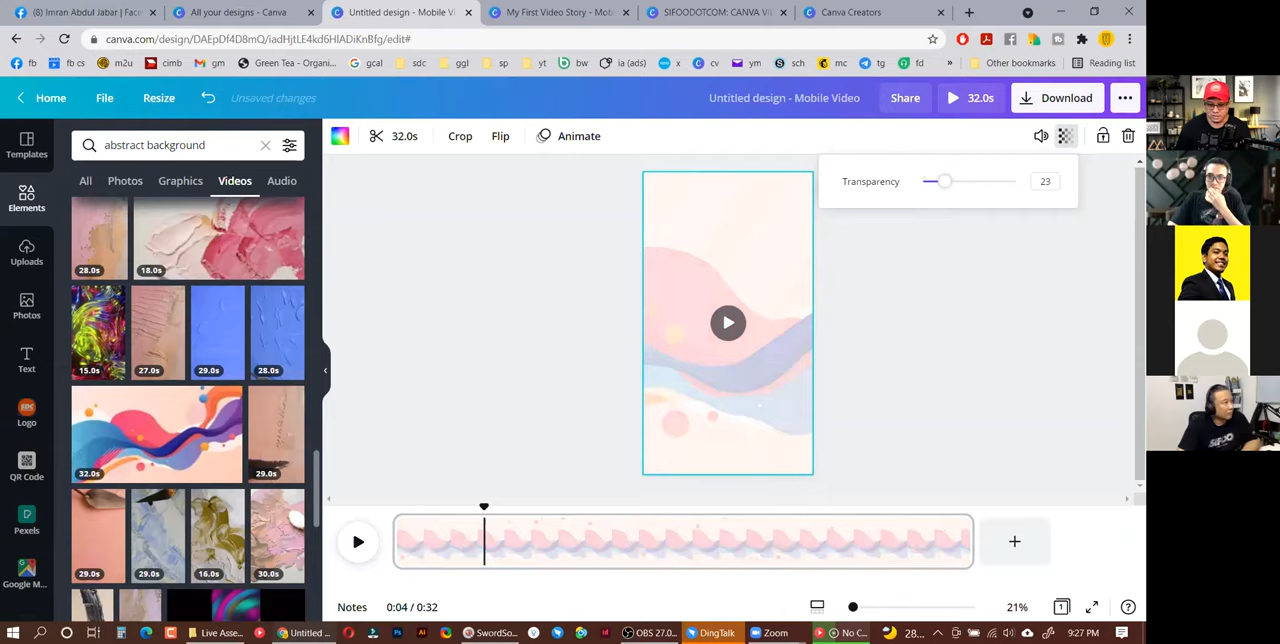 (8) Imran Abdul Jabar | Face
All your designs - Canva
Untitled design - Mobile Vi
My First Video Story - Mob
SIFOODOTCOM: CANVA VI
Canva Creators
canva.com/design/DAEpDf4D8mQ/iadHjtLE4kd6HlADiKnBfg/edit#
fb
fb cs
m2u
cimb
gm
Green Tea - Organi...
gcal
sdc
ggl
sp
yt
bw
ia (ads)
x
cv
ym
sch
mc
tg
fd
»
Other bookmarks
Reading list
Home
File
Resize
Unsaved changes
Untitled design - Mobile Video
Share
32.0s
Download
Templates
abstract background
32.0s
Crop
Flip
Animate
Elements
All
Photos
Graphics
Videos
Audio
Transparency
23
Uploads
28.0s
18.0s
Photos
Text
15.0s
27.0s
29.0s
28.0s
Logo
QR Code
32.0s
29.0s
Pexels
Google M...
29.0s
29.0s
16.0s
30.0s
Notes
0:04 / 0:32
21%
1
Live Asse...
Untitled ...
SwordSo...
OBS 27.0...
DingTalk
Zoom
No C...
28...
9:27 PM
SIFOO